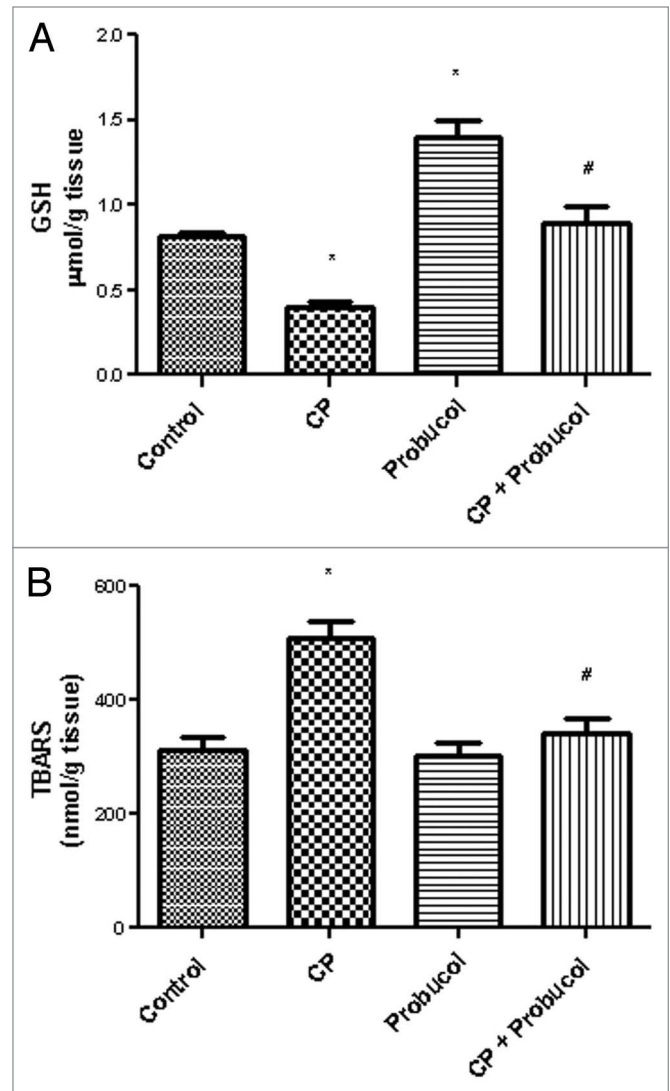 A
2.0
*
*
1.5
#
1.0
*
0.5
0.0
GSH
µmol/g tissue
Control
CP
Probucol
CP + Probucol
B
*
600
#
400
200
0
TBARS
(nmol/g tissue)
Control
CP
Probucol
CP + Probucol